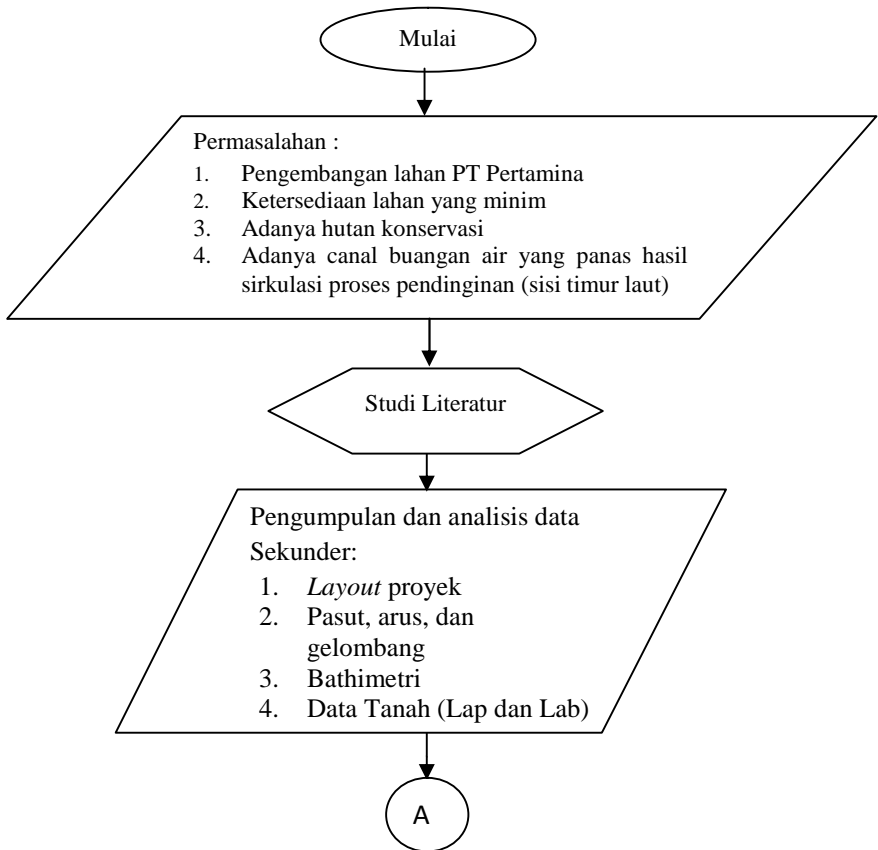 Mulai
Permasalahan :
1. Pengembangan lahan PT Pertamina
2. Ketersediaan lahan yang minim
3. Adanya hutan konservasi
4. Adanya canal buangan air yang panas hasil
sirkulasi proses pendinginan (sisi timur laut)
Studi Literatur
Pengumpulan dan analisis data
Sekunder:
1. Layout proyek
2. Pasut, arus, dan
gelombang
3. Bathimetri
4. Data Tanah (Lap dan Lab)
A